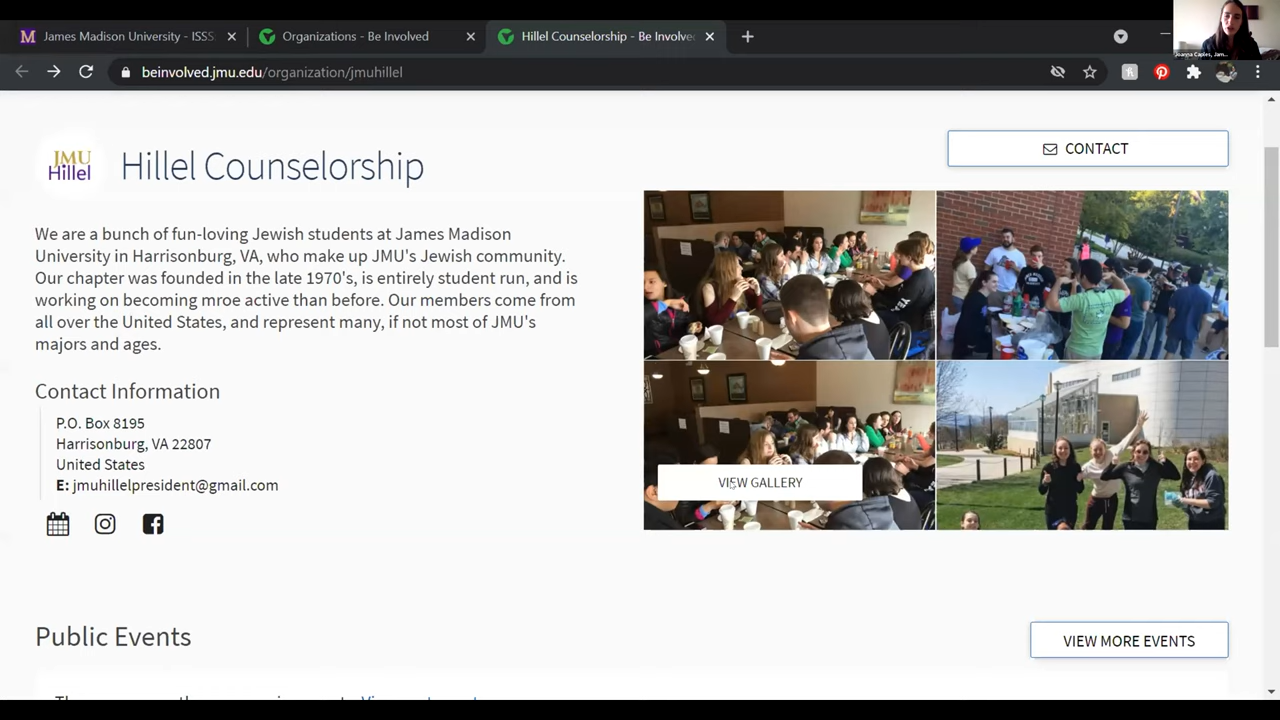 James Madison University - ISSS
Organizations - Be Involved
Hillel Counselorship - Be Involve
beinvolved.jmu.edu/organization/jmuhillel
Joanna Caples, Jam...
JMU
Hillel
Hillel Counselorship
CONTACT
We are a bunch of fun-loving Jewish students at James Madison
University in Harrisonburg, VA, who make up JMU's Jewish community.
Our chapter was founded in the late 1970's, is entirely student run, and is
working on becoming mroe active than before. Our members come from
all over the United States, and represent many, if not most of JMU's
majors and ages.
Contact Information
P.O. Box 8195
Harrisonburg, VA 22807
United States
E: jmuhillelpresident@gmail.com
VIEW GALLERY
Public Events
VIEW MORE EVENTS